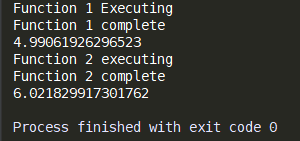 Function 1 Executing
Function 1 complete
4.99061926296523
Function 2 executing
Function 2 complete
6.021829917301762
Process finished with exit code 0